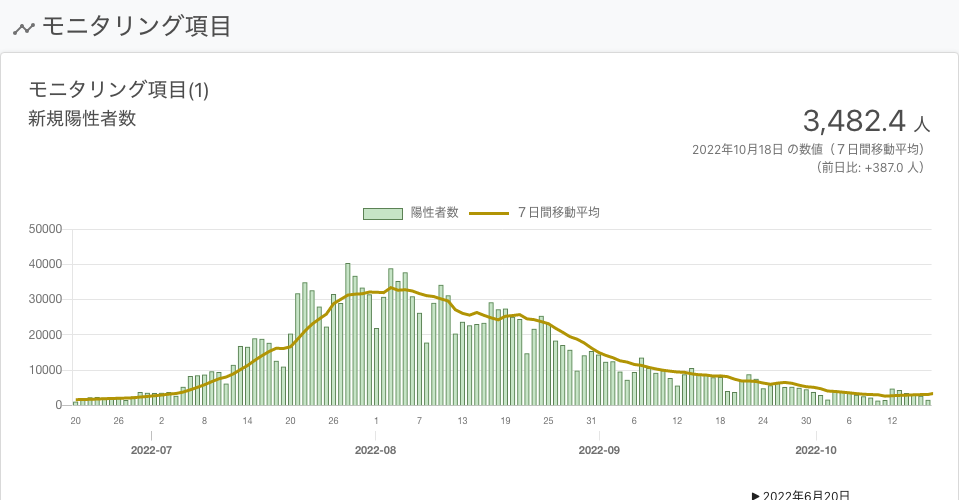 モニタリング項目
モニタリング項目(1)
新規陽性者数
3,482.4 人
2022年10月18日 の数値（７日間移動平均）
（前日比: +387.0 人）
陽性者数 ７日間移動平均
50000
40000
30000
20000
10000
0
20 26 2 8 14 20 26 1 7 13 19 25 31 6 12 18 24 30 6 12
2022-07 2022-08 2022-09 2022-10
▶ 2022年6月20日